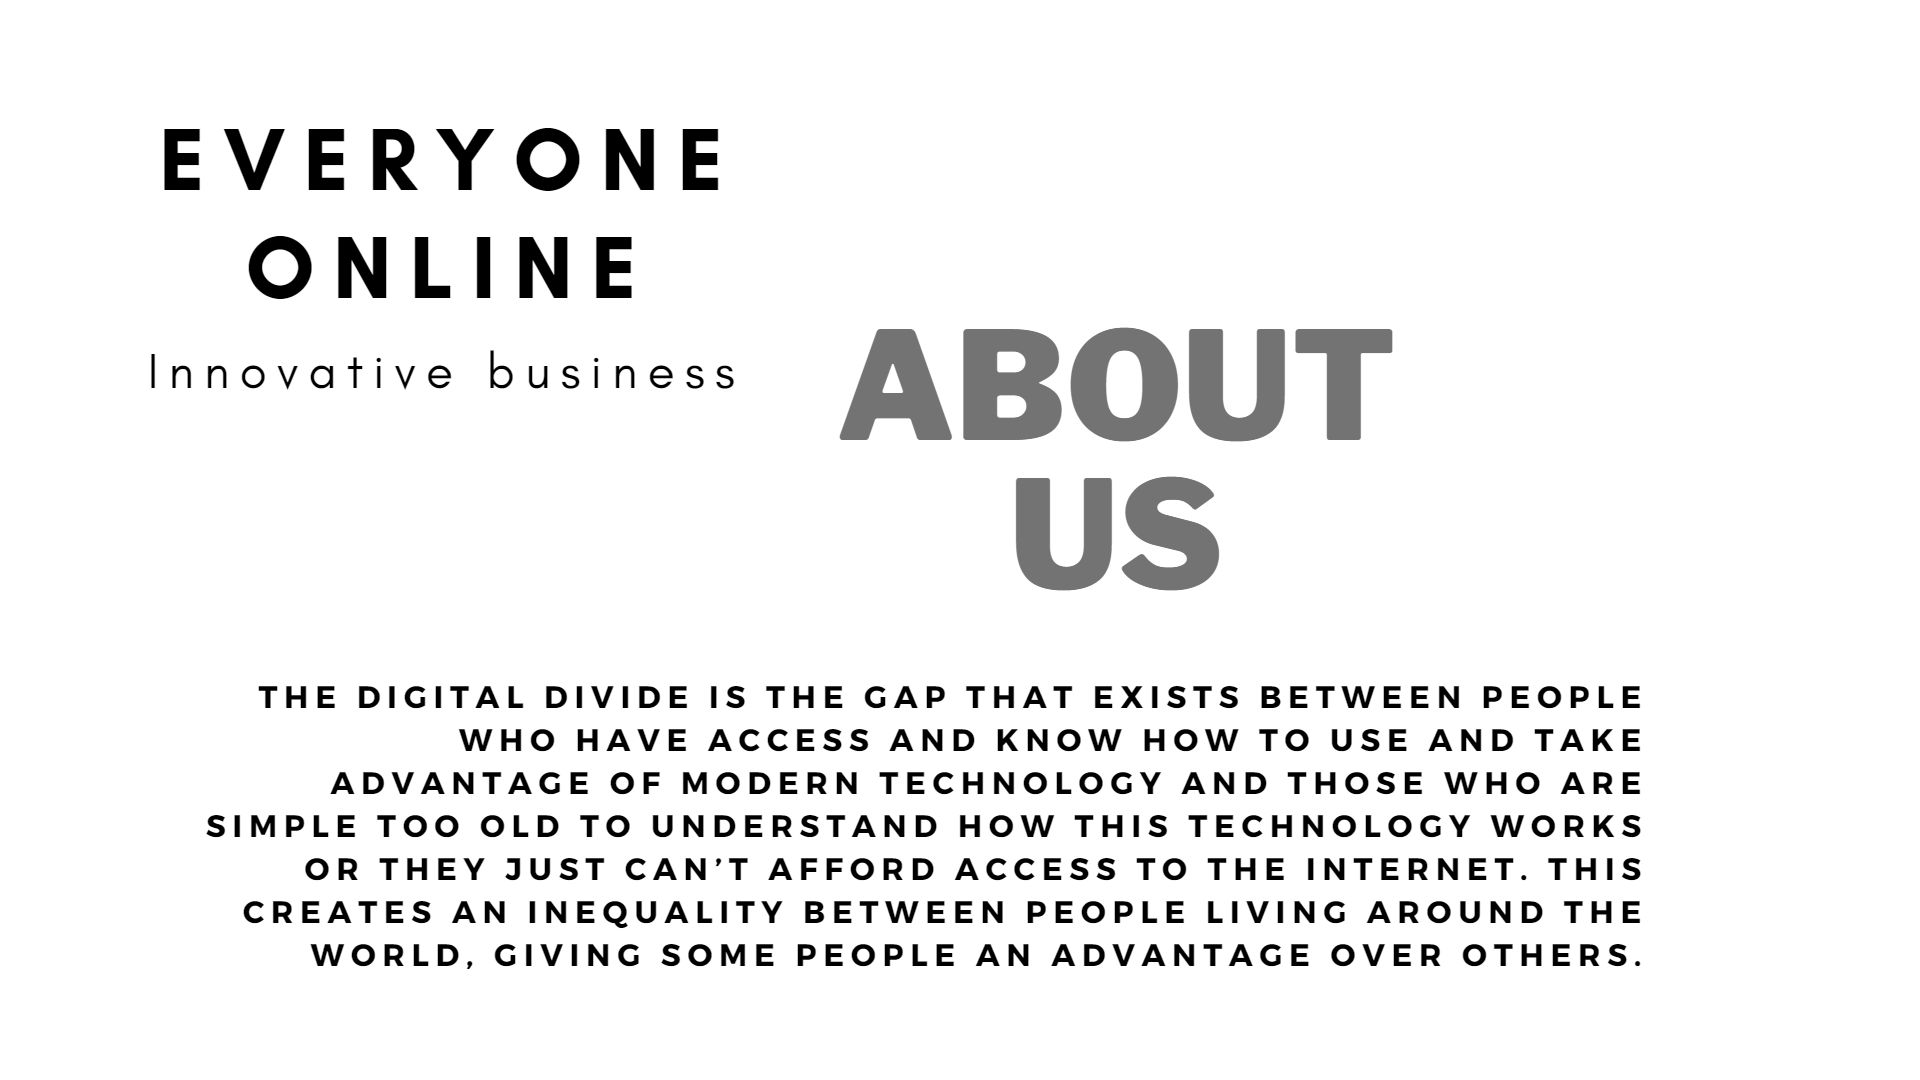 EVERYONE
ONLINE
Innovative business
ABOUT
US
THE DIGITAL DIVIDE IS THE GAP THAT EXISTS BETWEEN PEOPLE
WHO HAVE ACCESS AND KNOW HOW TO USE AND TAKE
ADVANTAGE OF MODERN TECHNOLOGY AND THOSE WHO ARE
SIMPLE TOO OLD TO UNDERSTAND HOW THIS TECHNOLOGY WORKS
OR THEY JUST CAN’T AFFORD ACCESS TO THE INTERNET. THIS
CREATES AN INEQUALITY BETWEEN PEOPLE LIVING AROUND THE
WORLD, GIVING SOME PEOPLE AN ADVANTAGE OVER OTHERS.